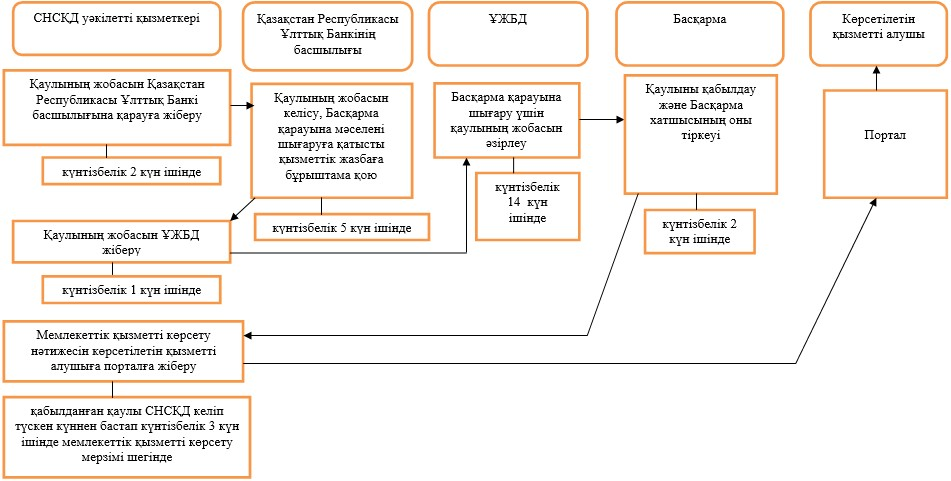 СНСҚД уәкілетті қызметкері
Қазақстан Республикасы
Ұлттық Банкінің
басшылығы
ҰЖБД
Басқарма
Көрсетілетін
қызметті алушы
Қаулының жобасын Қазақстан
Республикасы Ұлттық Банкі
басшылығына қарауға жіберу
күнтізбелік 2 күн ішінде
Қаулының жобасын
келісу, Басқарма
қарауына мәселені
шығаруға қатысты
қызметтік жазбаға
бұрыштама қою
күнтізбелік 5 күн ішінде
Басқарма қарауына
шығару үшін
қаулының жобасын
әзірлеу
күнтізбелік
14 күн
ішінде
Қаулыны қабылдау
және Басқарма
хатшысының оны
тіркеуі
күнтізбелік 2
күн ішінде
Портал
Қаулының жобасын ҰЖБД
жіберу
күнтізбелік 1 күн ішінде
Мемлекеттік қызметті көрсету
нәтижесін көрсетілетін қызметті
алушыға порталға жіберу
қабылданған қаулы СНСҚД келіп
түскен күннен бастап күнтізбелік 3 күн
ішінде мемлекеттік қызметті көрсету
мерзімі шегінде